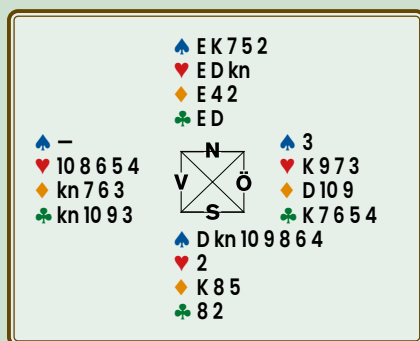 ♠ E K 7 5 2
♥ E D kn
♦ E 4 2
♣ E D
♠ –
♥ 10 8 6 5 4
♦ kn 7 6 3
♣ kn 10 9 3
N
V Ö
S
♠ 3
♥ K 9 7 3
♦ D 10 9
♣ K 7 6 5 4
♠ D kn 10 9 8 6 4
♥ 2
♦ K 8 5
♣ 8 2